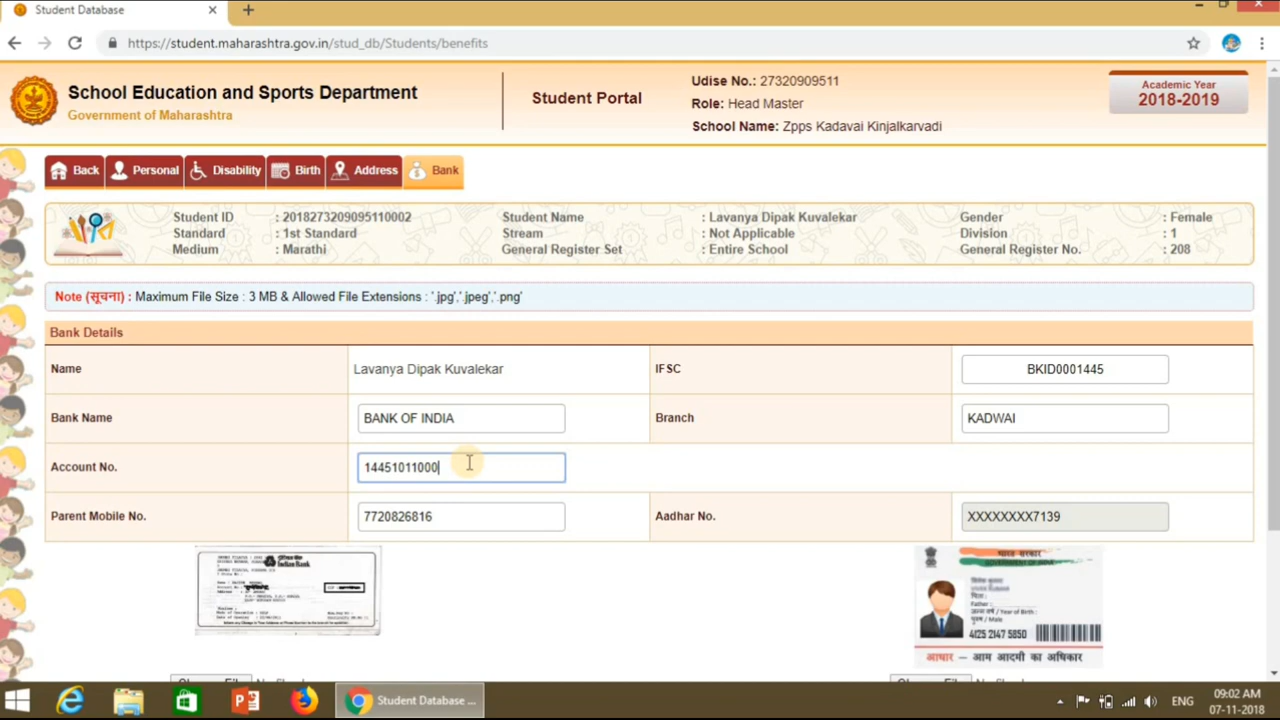 Student Database
https://student.maharashtra.gov.in/stud_db/Students/benefits
School Education and Sports Department
Government of Maharashtra
Student Portal
Udise No.: 27320909511
Role: Head Master
School Name: Zpps Kadavai Kinjalkarvadi
Academic Year
2018-2019
Back Personal Disability Birth Address Bank
Student ID : 2018273209095110002 Student Name : Lavanya Dipak Kuvalekar Gender : Female
Standard : 1st Standard Stream : Not Applicable Division : 1
Medium : Marathi General Register Set : Entire School General Register No. : 208
Note (सूचना) : Maximum File Size : 3 MB & Allowed File Extensions : '.jpg','.jpeg','.png'
Bank Details
Name Lavanya Dipak Kuvalekar IFSC BKID0001445
Bank Name BANK OF INDIA Branch KADWAI
Account No. 14451011000
Parent Mobile No. 7720826816 Aadhar No. XXXXXXXX7139
Indian Bank
भारत सरकार
GOVERNMENT OF INDIA
Father :
/ Year of Birth :
/ Male
4125 2147 5850
आधार – आम आदमी का अधिकार
Student Database ...
ENG
09:02 AM
07-11-2018